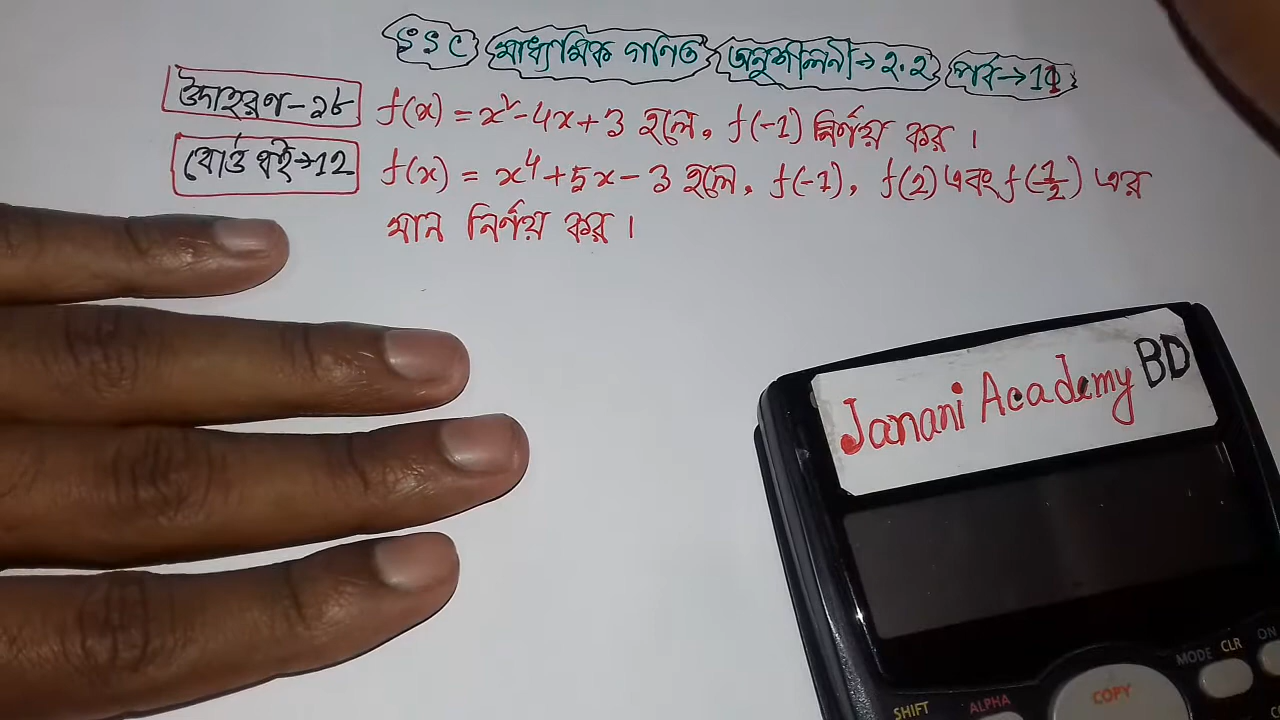 SSC মাধ্যমিক গণিত অনুশীলনী→২.২ পর্ব→11
উদাহরণ-২৮ f(x) = x²-4x+3 হলে, f(-1) নির্ণয় কর।
বোর্ড বই→12 f(x) = x⁴+5x-3 হলে, f(-1), f(2) এবং f(1/2) এর
মান নির্ণয় কর।
Janani Academy BD
MODE CLR ON
SHIFT ALPHA COPY